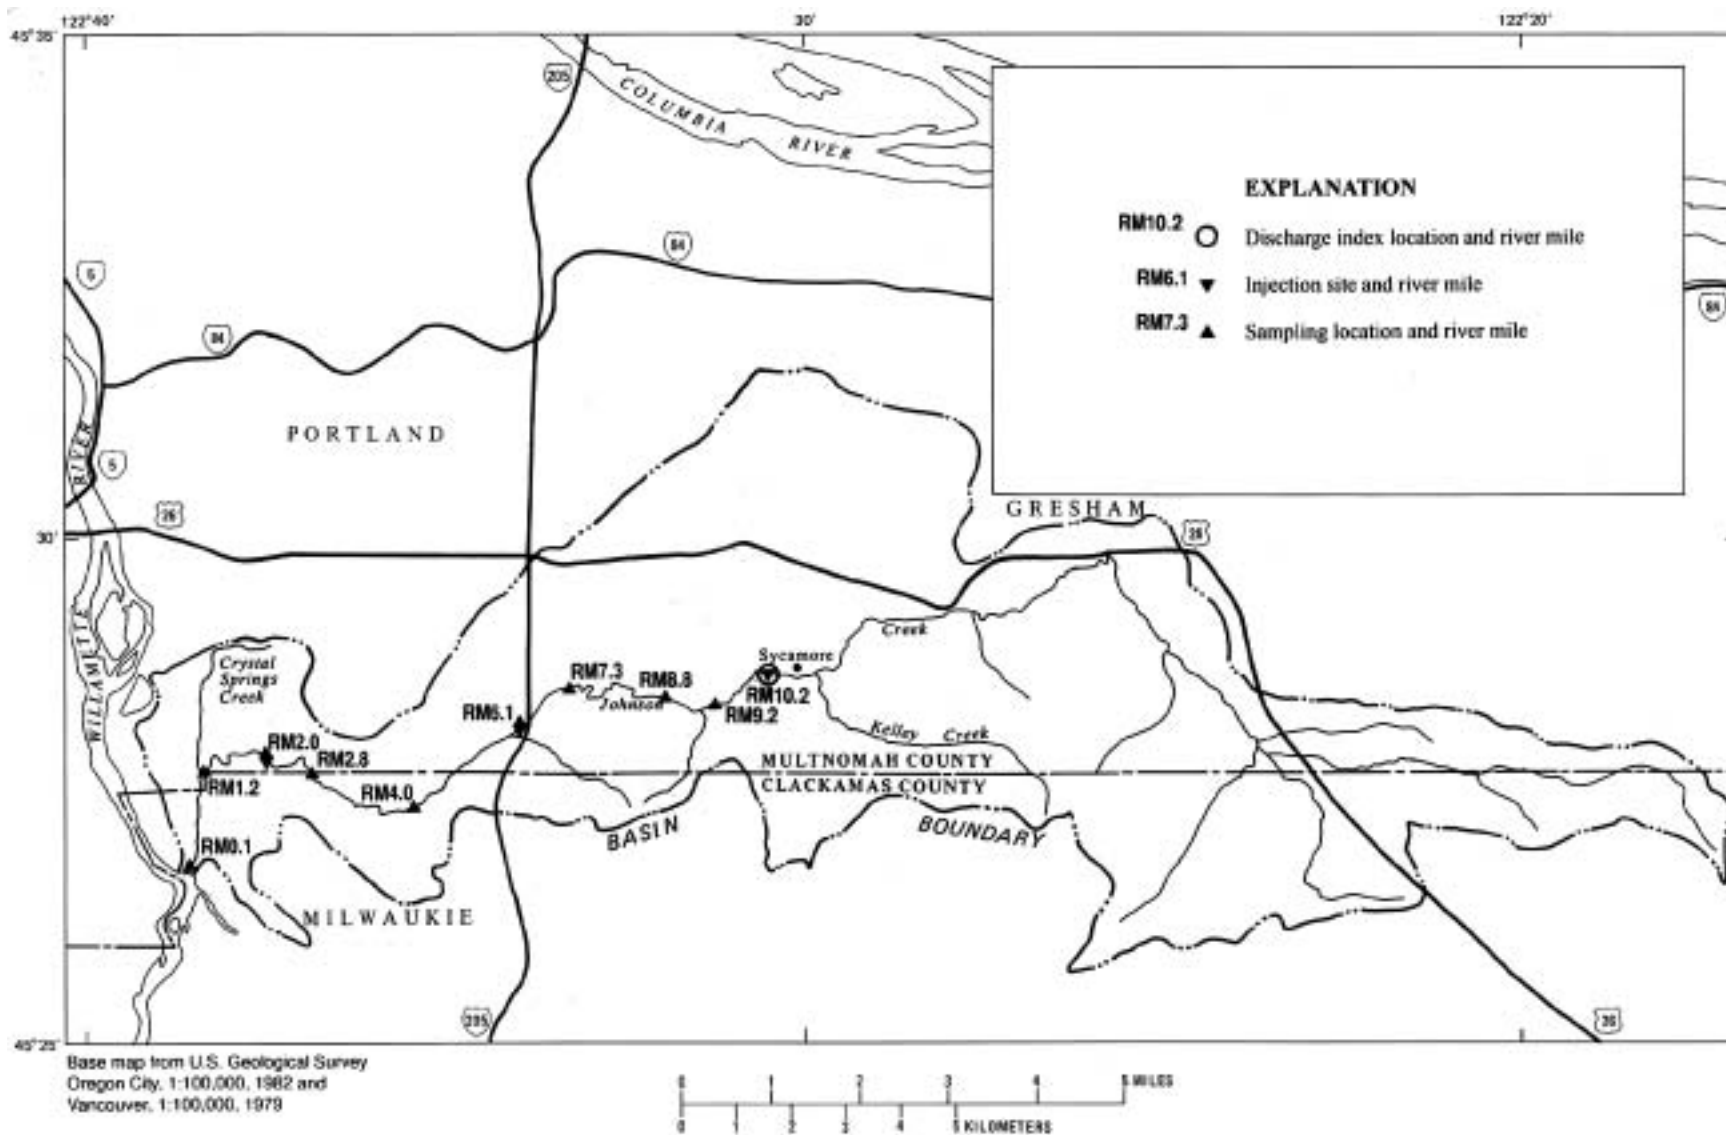 122°40'
30'
122°20'
45°35'
205
COLUMBIA
RIVER
EXPLANATION
RM10.2
Discharge index location and river mile
RM6.1
Injection site and river mile
RM7.3
Sampling location and river mile
84
84
84
5
PORTLAND
RIVER
5
GRESHAM
26
26
30'
WILLAMETTE
Creek
Sycamore
Crystal
Springs
Creek
RM7.3
RM8.8
Johnson
RM10.2
RM9.2
RM6.1
Kelley Creek
RM2.0
RM2.8
MULTNOMAH COUNTY
CLACKAMAS COUNTY
RM1.2
RM4.0
BASIN
BOUNDARY
RM0.1
MILWAUKIE
205
26
45°25'
Base map from U.S. Geological Survey
Oregon City, 1:100,000, 1982 and
Vancouver, 1:100,000, 1979
0 1 2 3 4 5 MILES
0 1 2 3 4 5 KILOMETERS